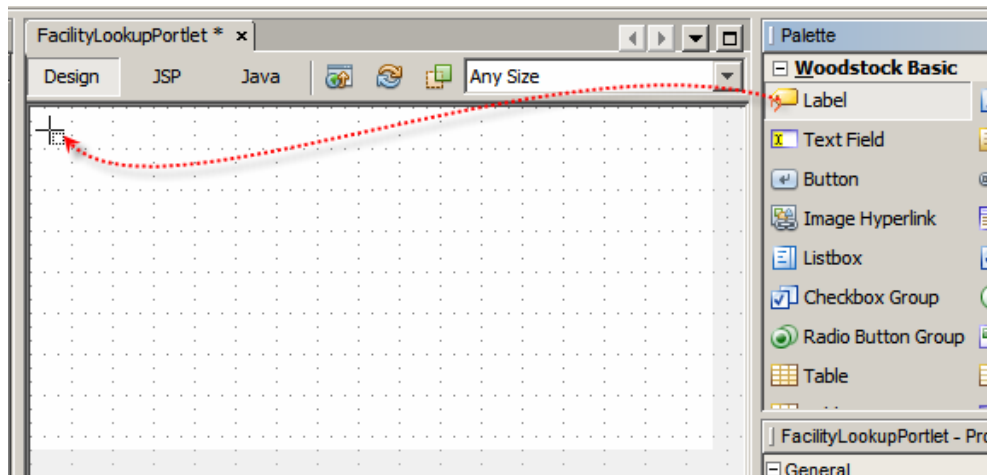 FacilityLookupPortlet *
Design JSP Java Any Size
Palette
Woodstock Basic
Label
Text Field
Button
Image Hyperlink
Listbox
Checkbox Group
Radio Button Group
Table
FacilityLookupPortlet - Pro
General